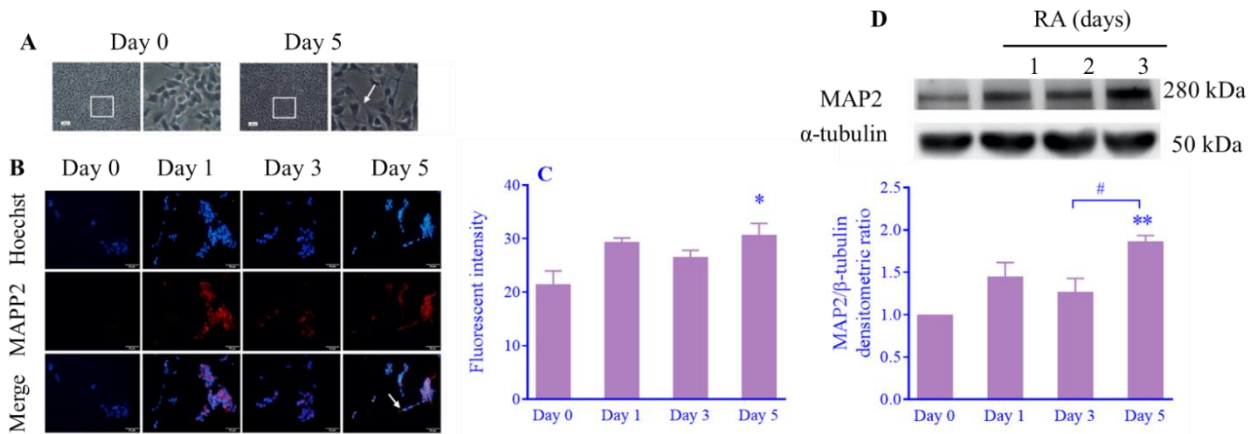 A
Day 0
Day 5
B
Day 0
Day 1
Day 3
Day 5
Hoechst
MAPP2
Merge
C
Fluorescent intensity
40
30
20
10
0
*
Day 0
Day 1
Day 3
Day 5
D
RA (days)
1
2
3
MAP2
280 kDa
α-tubulin
50 kDa
MAP2/β-tubulin
densitometric ratio
2.5
2.0
1.5
1.0
0.5
0.0
#
**
Day 0
Day 1
Day 3
Day 5